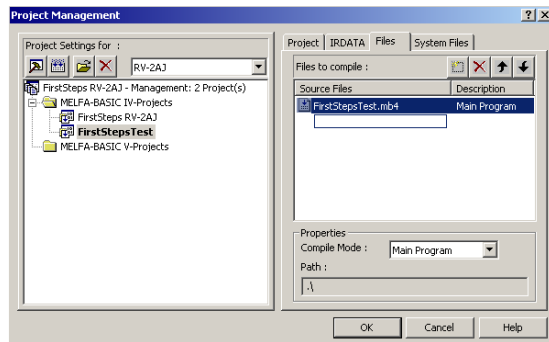 Project Management
Project Settings for :
RV-2AJ
FirstSteps RV-2AJ - Management: 2 Project(s)
MELFA-BASIC IV-Projects
FirstSteps RV-2AJ
FirstStepsTest
MELFA-BASIC V-Projects
Project
IRDATA
Files
System Files
Files to compile :
Source Files
Description
FirstStepsTest.mb4
Main Program
Properties
Compile Mode :
Main Program
Path :
.\
OK
Cancel
Help